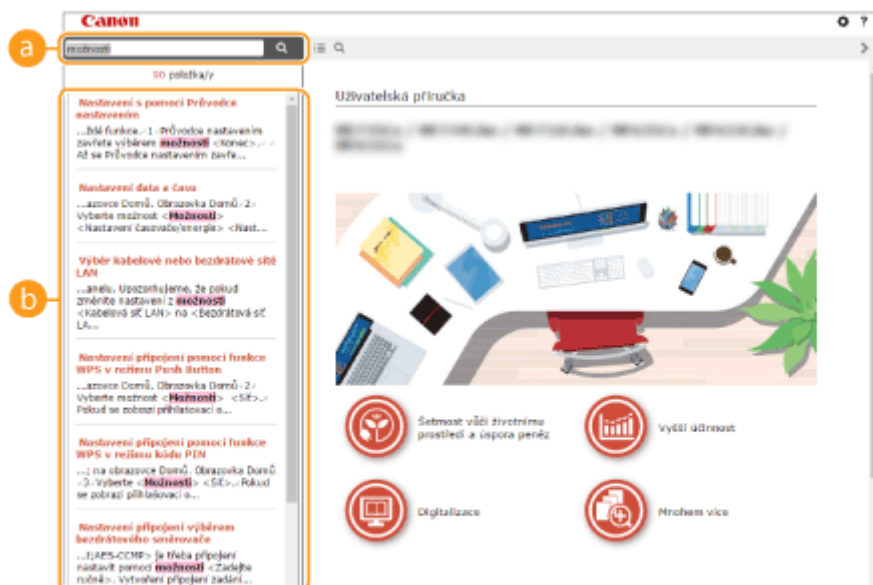 Canon
?
a
možnosti
90 položka/y
Uživatelská příručka
b
Nastavení s pomocí Průvodce
nastavením
...ždé funkce.-1-Průvodce nastavením
zavřete výběrem možnosti <Konec>.- -
Až se Průvodce nastavením zavře...
Nastavení data a času
...azovce Domů. Obrazovka Domů-2-
Vyberte možnost <Možnosti>
<Nastavení časovače/energie> <Nast...
Výběr kabelové nebo bezdrátové sítě
LAN
...anelu. Upozorňujeme, že pokud
změníte nastavení z možnosti
<Kabelová síť LAN> na <Bezdrátová síť
LA...
Nastavení připojení pomocí funkce
WPS v režimu Push Button
...azovce Domů. Obrazovka Domů-2-
Vyberte možnost <Možnosti> <Síť>.-
Pokud se zobrazí přihlašovací o...
Nastavení připojení pomocí funkce
WPS v režimu kódu PIN
...; na obrazovce Domů. Obrazovka Domů
-3-Vyberte <Možnosti> <Síť>.-Pokud
se zobrazí přihlašovací o...
Nastavení připojení výběrem
bezdrátového směrovače
...t;AES-CCMP> je třeba připojení
nastavit pomocí možnosti <Zadejte
ručně>. Vytvoření připojení zadání...
Šetrnost vůči životnímu
prostředí a úspora peněz
Vyšší účinnost
Digitalizace
Mnohem více